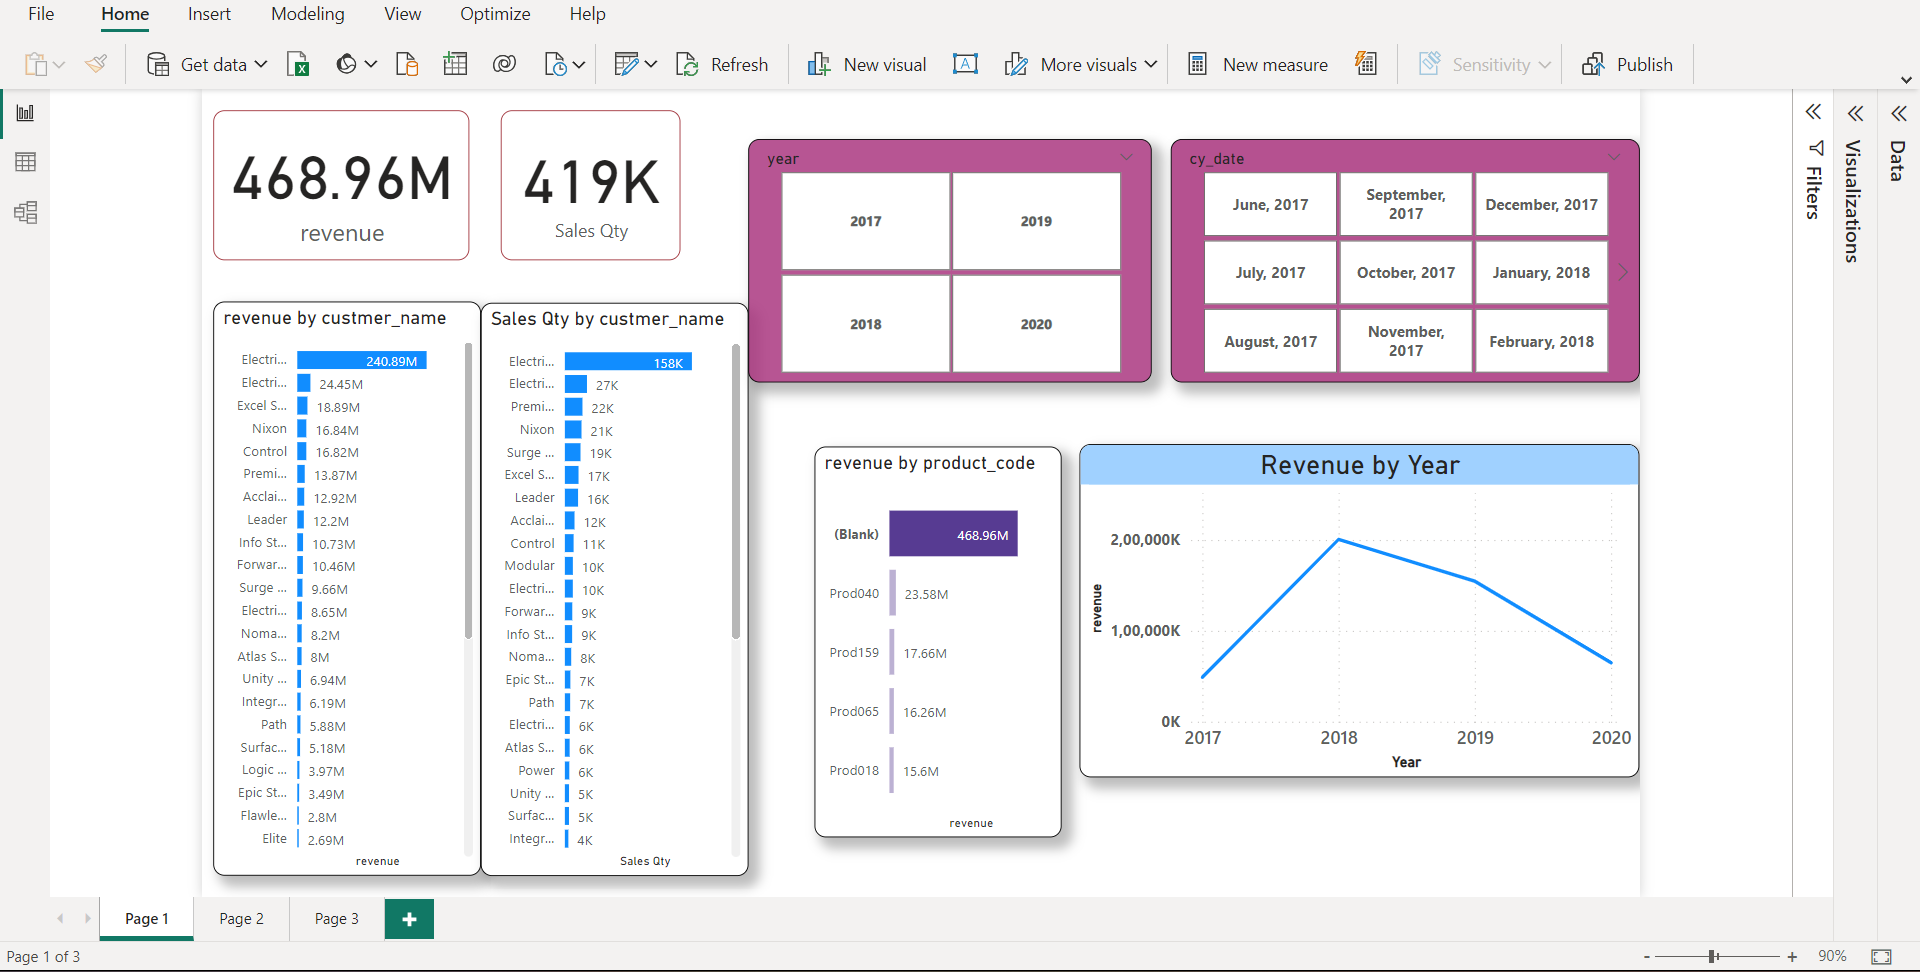 File Home Insert Modeling View Optimize Help
Get data Refresh New visual More visuals New measure Sensitivity Publish
468.96M
revenue
419K
Sales Qty
year
2017
2019
2018
2020
cy_date
June, 2017
September,
2017
December, 2017
July, 2017
October, 2017
January, 2018
August, 2017
November,
2017
February, 2018
Filters
Visualizations
Data
revenue by custmer_name
Electri... 240.89M
Electri... 24.45M
Excel S... 18.89M
Nixon 16.84M
Control 16.82M
Premi... 13.87M
Acclai... 12.92M
Leader 12.2M
Info St... 10.73M
Forwar... 10.46M
Surge ... 9.66M
Electri... 8.65M
Noma... 8.2M
Atlas S... 8M
Unity ... 6.94M
Integr... 6.19M
Path 5.88M
Surfac... 5.18M
Logic ... 3.97M
Epic St... 3.49M
Flawle... 2.8M
Elite 2.69M
revenue
Sales Qty by custmer_name
Electri... 158K
Electri... 27K
Premi... 22K
Nixon 21K
Surge ... 19K
Excel S... 17K
Leader 16K
Acclai... 12K
Control 11K
Modular 10K
Electri... 10K
Forwar... 9K
Info St... 9K
Noma... 8K
Epic St... 7K
Path 7K
Electri... 6K
Atlas S... 6K
Power 6K
Unity ... 5K
Surfac... 5K
Integr... 4K
Sales Qty
revenue by product_code
(Blank) 468.96M
Prod040 23.58M
Prod159 17.66M
Prod065 16.26M
Prod018 15.6M
revenue
Revenue by Year
2,00,000K
1,00,000K
0K
revenue
2017 2018 2019 2020
Year
Page 1 Page 2 Page 3 +
Page 1 of 3
- + 90%